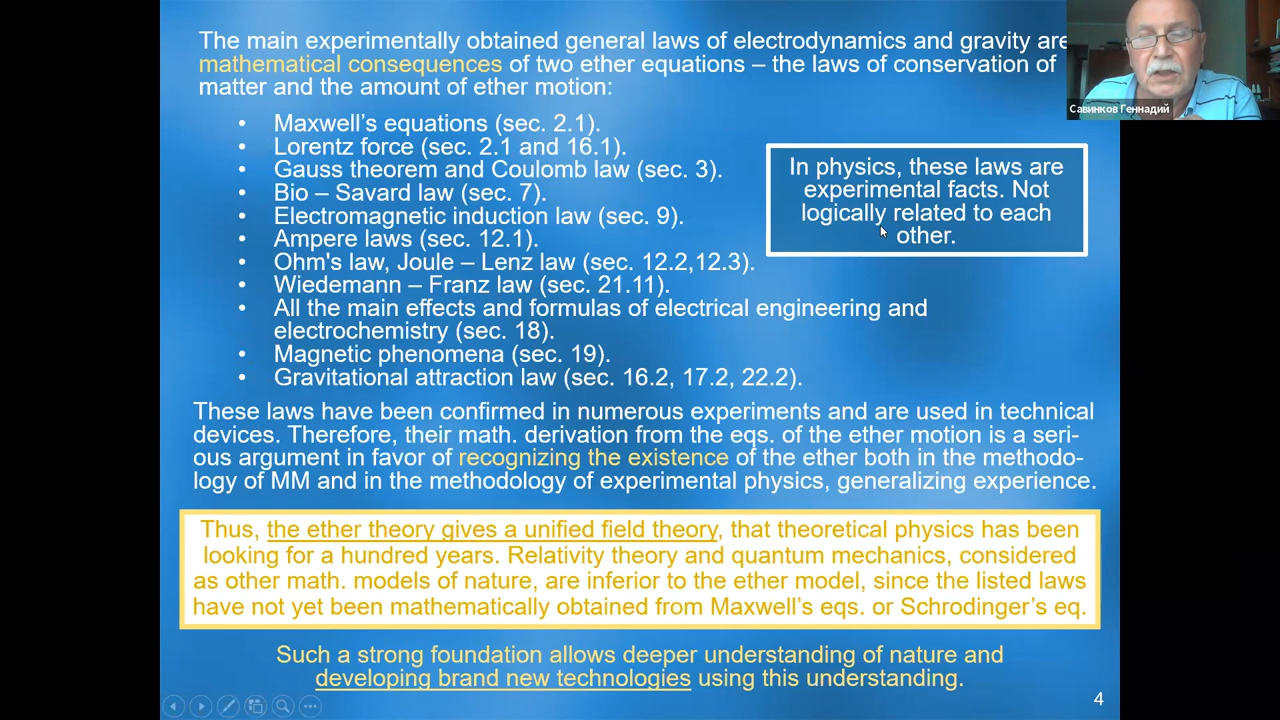 The main experimentally obtained general laws of electrodynamics and gravity are
mathematical consequences of two ether equations – the laws of conservation of
matter and the amount of ether motion:
• Maxwell's equations (sec. 2.1).
• Lorentz force (sec. 2.1 and 16.1).
• Gauss theorem and Coulomb law (sec. 3).
• Bio – Savard law (sec. 7).
• Electromagnetic induction law (sec. 9).
• Ampere laws (sec. 12.1).
• Ohm's law, Joule – Lenz law (sec. 12.2,12.3).
• Wiedemann – Franz law (sec. 21.11).
• All the main effects and formulas of electrical engineering and
electrochemistry (sec. 18).
• Magnetic phenomena (sec. 19).
• Gravitational attraction law (sec. 16.2, 17.2, 22.2).
In physics, these laws are
experimental facts. Not
logically related to each
other.
These laws have been confirmed in numerous experiments and are used in technical
devices. Therefore, their math. derivation from the eqs. of the ether motion is a seri-
ous argument in favor of recognizing the existence of the ether both in the methodo-
logy of MM and in the methodology of experimental physics, generalizing experience.
Thus, the ether theory gives a unified field theory, that theoretical physics has been
looking for a hundred years. Relativity theory and quantum mechanics, considered
as other math. models of nature, are inferior to the ether model, since the listed laws
have not yet been mathematically obtained from Maxwell's eqs. or Schrodinger's eq.
Such a strong foundation allows deeper understanding of nature and
developing brand new technologies using this understanding.
4
Савинков Геннадий